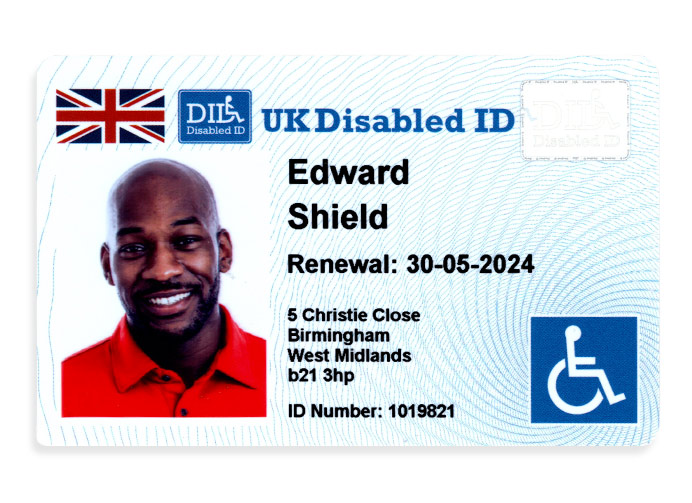 DID
Disabled ID
UK Disabled ID
DID
Disabled ID
Edward
Shield
Renewal: 30-05-2024
5 Christie Close
Birmingham
West Midlands
b21 3hp
ID Number: 1019821